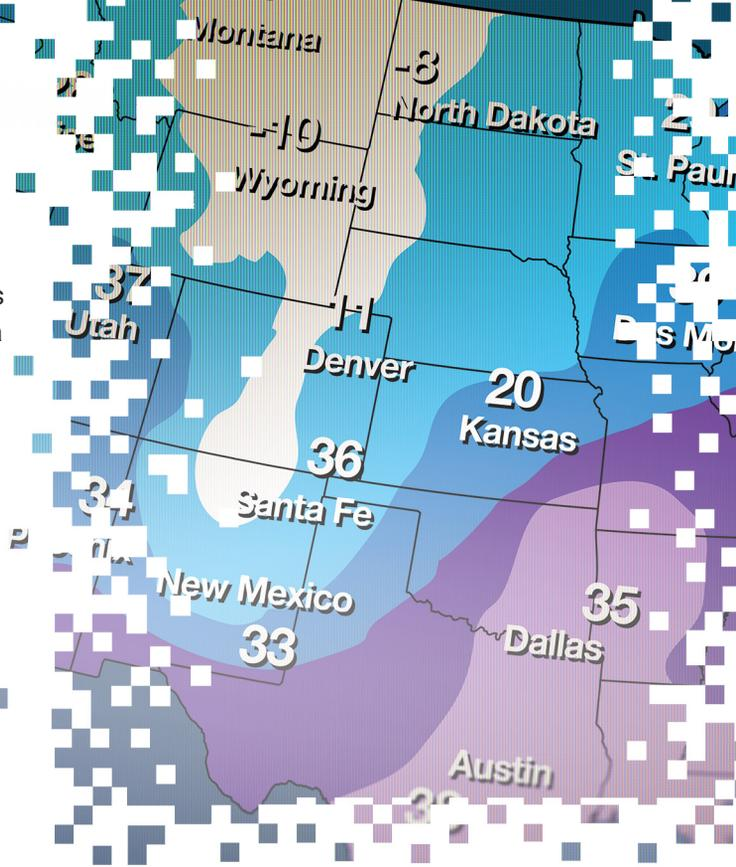 Montana
-8
North Dakota
-10
Wyoming
37
Utah
11
Denver
20
Kansas
36
Santa Fe
34
New Mexico
33
35
Dallas
Austin